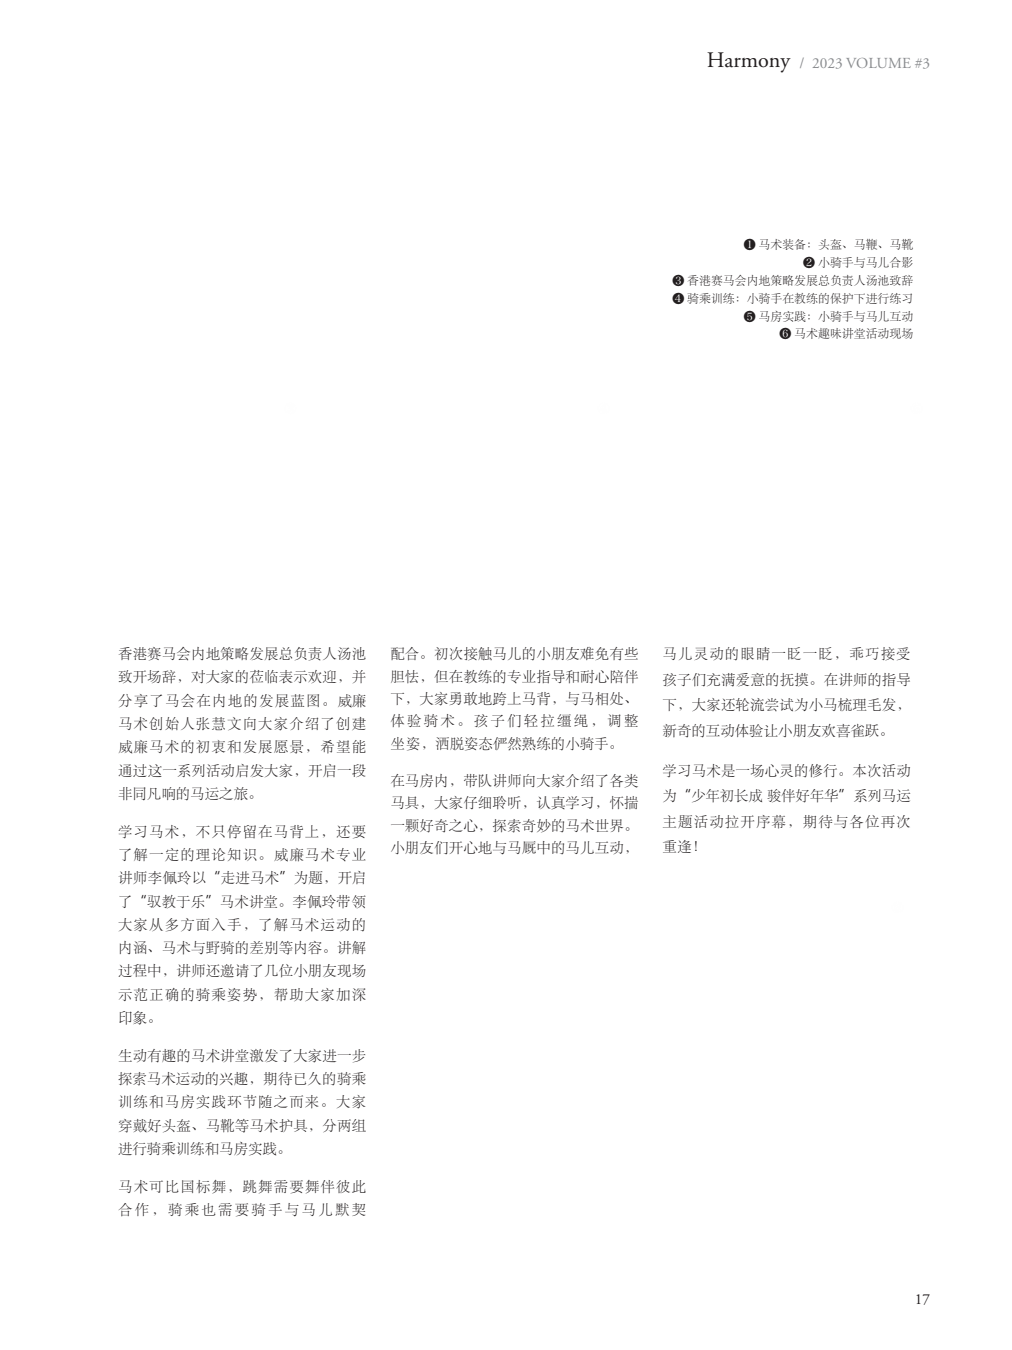 Harmony / 2023 VOLUME #3
❶ 马术装备：头盔、马鞭、马靴
❷ 小骑手与马儿合影
❸ 香港赛马会内地策略发展总负责人汤池致辞
❹ 骑乘训练：小骑手在教练的保护下进行练习
❺ 马房实践：小骑手与马儿互动
❻ 马术趣味讲堂活动现场
香港赛马会内地策略发展总负责人汤池
致开场辞，对大家的莅临表示欢迎，并
分享了马会在内地的发展蓝图。威廉
马术创始人张慧文向大家介绍了创建
威廉马术的初衷和发展愿景，希望能
通过这一系列活动启发大家，开启一段
非同凡响的马运之旅。
学习马术，不只停留在马背上，还要
了解一定的理论知识。威廉马术专业
讲师李佩玲以“走进马术”为题，开启
了“驭教于乐”马术讲堂。李佩玲带领
大家从多方面入手，了解马术运动的
内涵、马术与野骑的差别等内容。讲解
过程中，讲师还邀请了几位小朋友现场
示范正确的骑乘姿势，帮助大家加深
印象。
生动有趣的马术讲堂激发了大家进一步
探索马术运动的兴趣，期待已久的骑乘
训练和马房实践环节随之而来。大家
穿戴好头盔、马靴等马术护具，分两组
进行骑乘训练和马房实践。
马术可比国标舞，跳舞需要舞伴彼此
合作，骑乘也需要骑手与马儿默契
配合。初次接触马儿的小朋友难免有些
胆怯，但在教练的专业指导和耐心陪伴
下，大家勇敢地跨上马背，与马相处、
体验骑术。孩子们轻拉缰绳，调整
坐姿，洒脱姿态俨然熟练的小骑手。
在马房内，带队讲师向大家介绍了各类
马具，大家仔细聆听，认真学习，怀揣
一颗好奇之心，探索奇妙的马术世界。
小朋友们开心地与马厩中的马儿互动，
马儿灵动的眼睛一眨一眨，乖巧接受
孩子们充满爱意的抚摸。在讲师的指导
下，大家还轮流尝试为小马梳理毛发，
新奇的互动体验让小朋友欢喜雀跃。
学习马术是一场心灵的修行。本次活动
为“少年初长成 骏伴好年华”系列马运
主题活动拉开序幕，期待与各位再次
重逢！
17